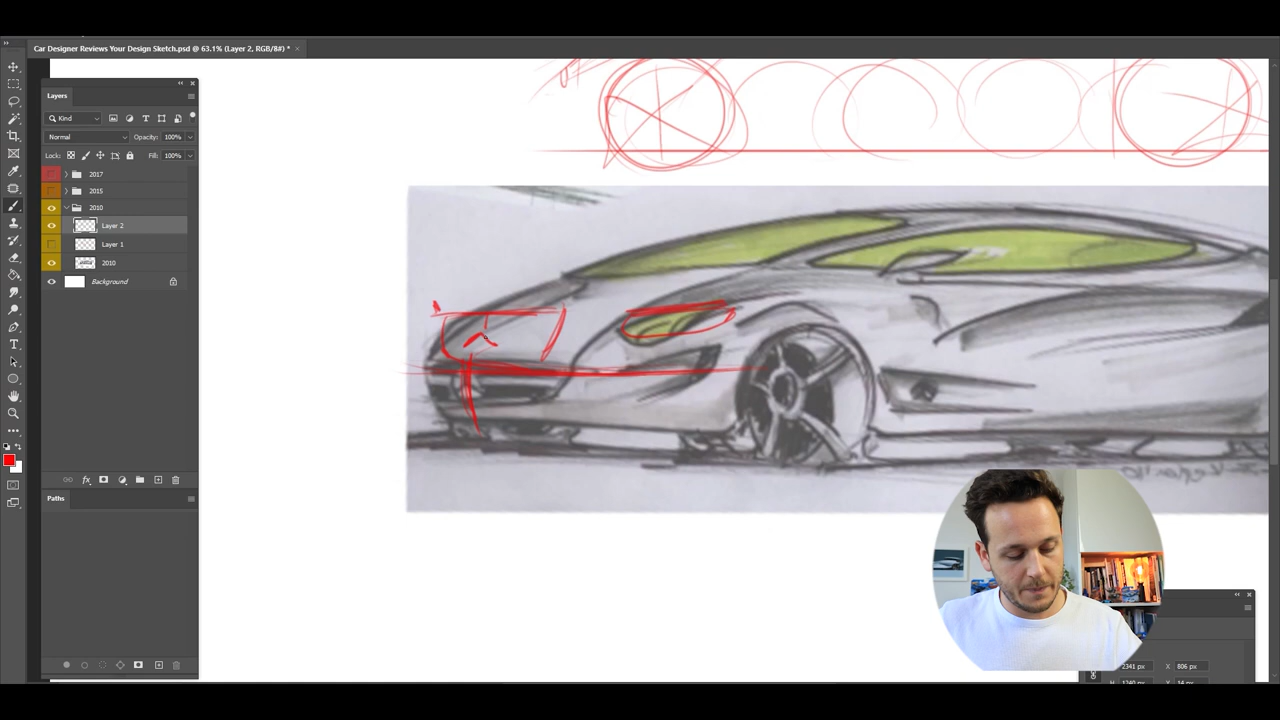 Car Designer Reviews Your Design Sketch.psd @ 63.1% (Layer 2, RGB/8#) *
Layers
Kind
Normal
Opacity: 100%
Lock:
Fill: 100%
2017
2015
2010
Layer 2
Layer 1
2010
Background
Paths
2341 px
X
806 px